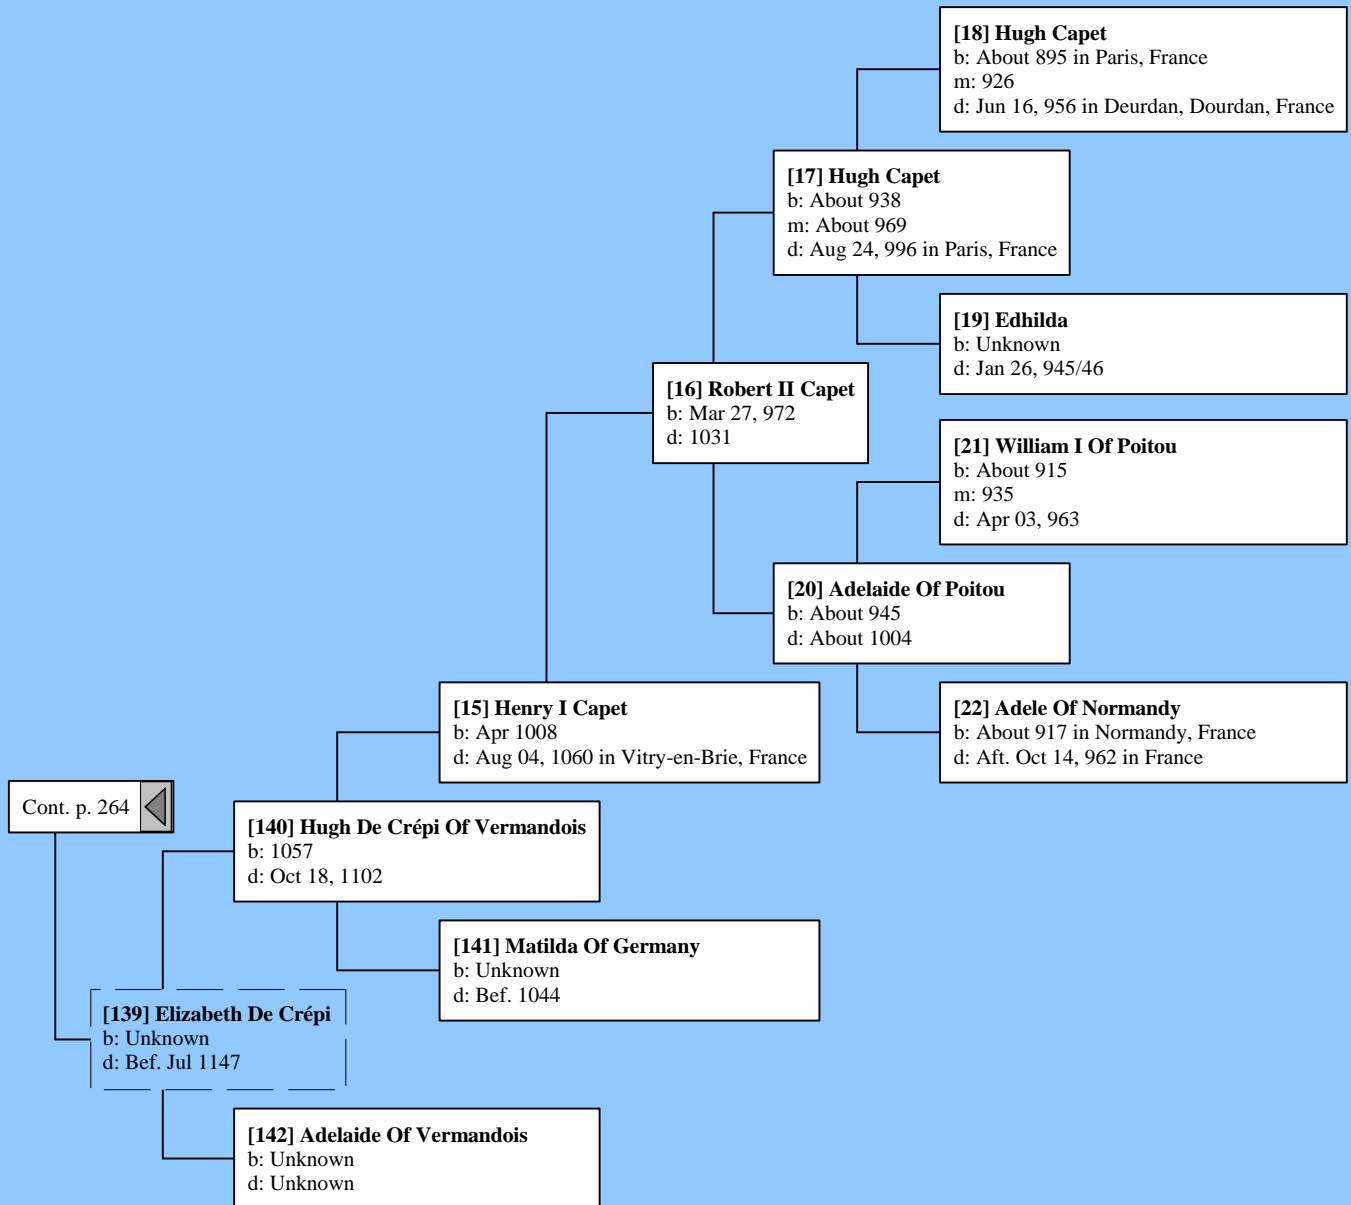 [18] Hugh Capet
b: About 895 in Paris, France
m: 926
d: Jun 16, 956 in Deurdan, Dourdan, France
[17] Hugh Capet
b: About 938
m: About 969
d: Aug 24, 996 in Paris, France
[19] Edhilda
b: Unknown
d: Jan 26, 945/46
[16] Robert II Capet
b: Mar 27, 972
d: 1031
[21] William I Of Poitou
b: About 915
m: 935
d: Apr 03, 963
[20] Adelaide Of Poitou
b: About 945
d: About 1004
[15] Henry I Capet
b: Apr 1008
d: Aug 04, 1060 in Vitry-en-Brie, France
[22] Adele Of Normandy
b: About 917 in Normandy, France
d: Aft. Oct 14, 962 in France
Cont. p. 264
[140] Hugh De Crépi Of Vermandois
b: 1057
d: Oct 18, 1102
[141] Matilda Of Germany
b: Unknown
d: Bef. 1044
[139] Elizabeth De Crépi
b: Unknown
d: Bef. Jul 1147
[142] Adelaide Of Vermandois
b: Unknown
d: Unknown